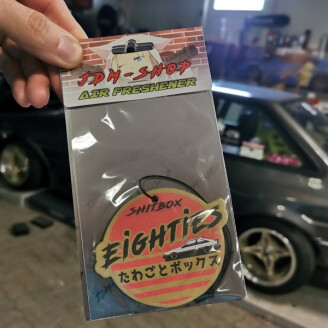 JDM-SHOP
AIR FRESHENER
SHITBOX
EIGHTIES
たわごとボックス